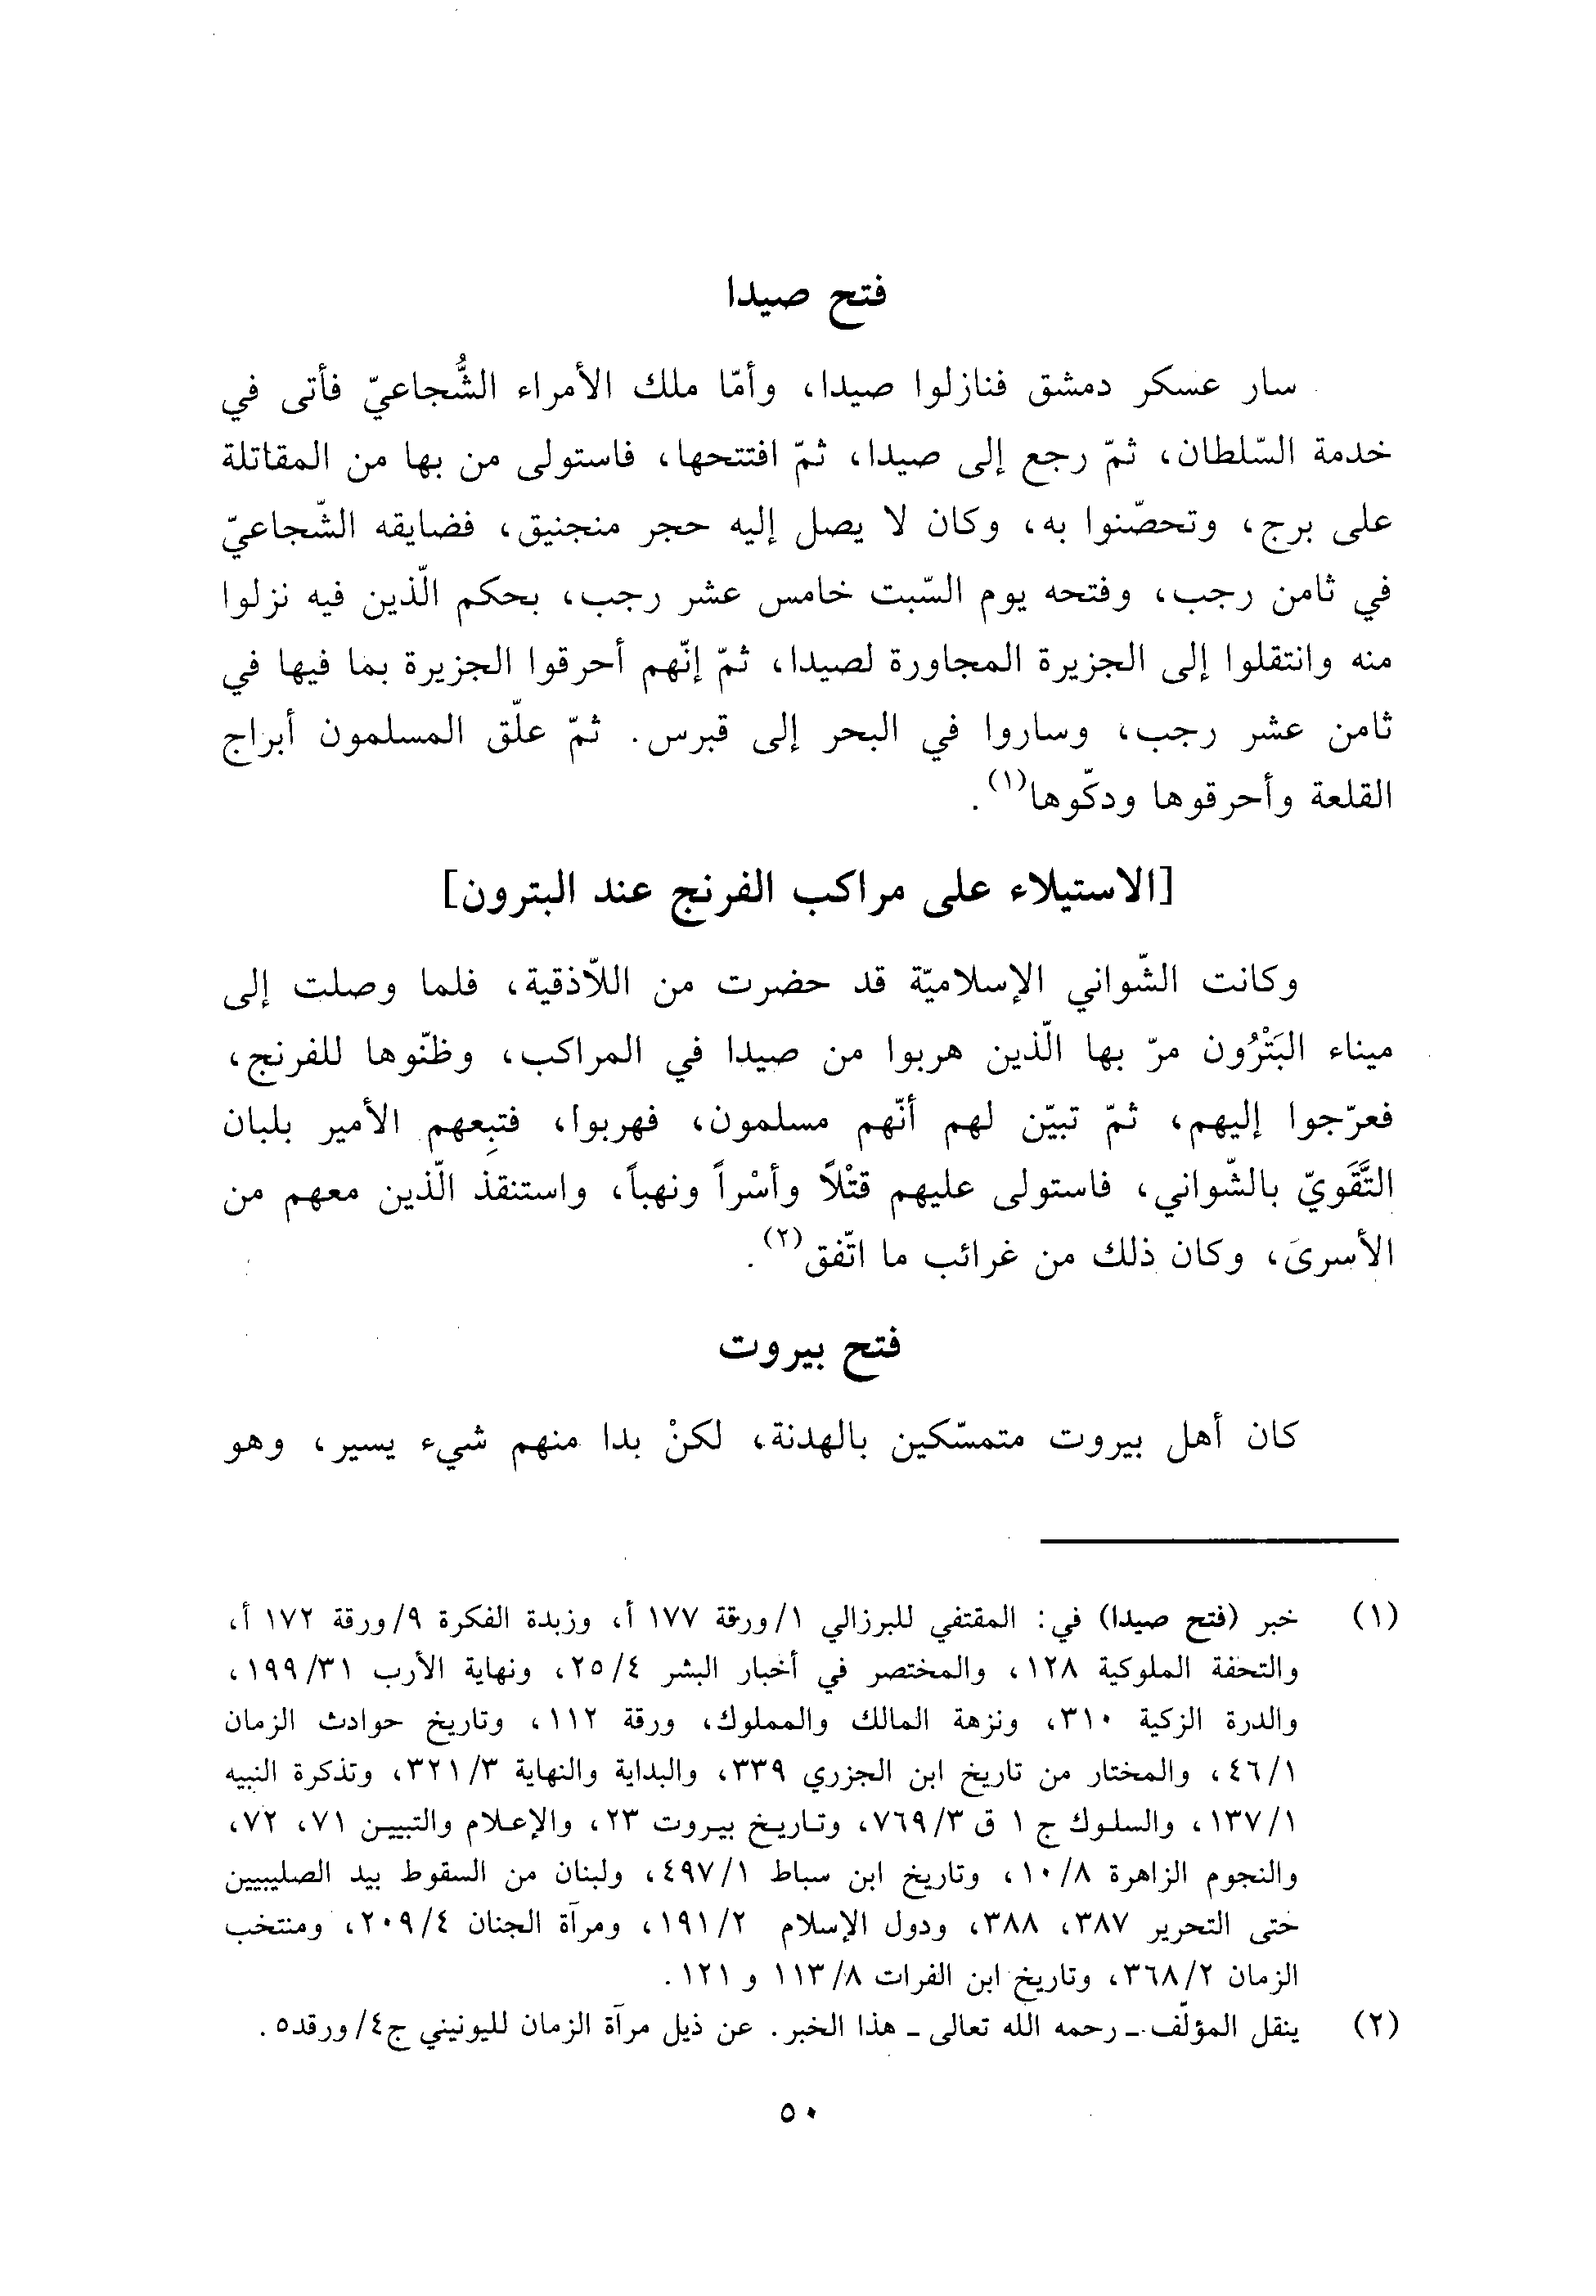 فتح صيدا
سار عسكر دمشق فنازلوا صيدا، وأمّا ملك الأمراء الشُّجاعيّ فأتى في
خدمة السّلطان، ثمّ رجع إلى صيدا، ثمّ افتتحها، فاستولى من بها من المقاتلة
على برج، وتحصّنوا به، وكان لا يصل إليه حجر منجنيق، فضايقه الشّجاعيّ
في ثامن رجب، وفتحه يوم السّبت خامس عشر رجب، بحكم الّذين فيه نزلوا
منه وانتقلوا إلى الجزيرة المجاورة لصيدا، ثمّ إنّهم أحرقوا الجزيرة بما فيها في
ثامن عشر رجب، وساروا في البحر إلى قبرس. ثمّ علّق المسلمون أبراج
القلعة وأحرقوها ودكّوها(١).
[الاستيلاء على مراكب الفرنج عند البترون]
وكانت الشّواني الإسلاميّة قد حضرت من اللاّذقية، فلما وصلت إلى
ميناء البَتْرُون مرّ بها الّذين هربوا من صيدا في المراكب، وظنّوها للفرنج،
فعرّجوا إليهم، ثمّ تبيّن لهم أنّهم مسلمون، فهربوا، فتبِعهم الأمير بلبان
التَّقَويّ بالشّواني، فاستولى عليهم قتْلاً وأسْراً ونهباً، واستنقذ الّذين معهم من
الأسرىَ، وكان ذلك من غرائب ما اتّفق(٢).
فتح بيروت
كان أهل بيروت متمسّكين بالهدنة، لكنْ بدا منهم شيء يسير، وهو
(١) خبر (فتح صيدا) في: المقتفي للبرزالي ١/ورقة ١٧٧ أ، وزبدة الفكرة ٩/ورقة ١٧٢ أ،
والتحفة الملوكية ١٢٨، والمختصر في أخبار البشر ٢٥/٤، ونهاية الأرب ١٩٩/٣١،
والدرة الزكية ٣١٠، ونزهة المالك والمملوك، ورقة ١١٢، وتاريخ حوادث الزمان
٤٦/١، والمختار من تاريخ ابن الجزري ٣٣٩، والبداية والنهاية ٣٢١/٣، وتذكرة النبيه
١٣٧/١، والسلوك ج ١ ق ٧٦٩/٣، وتاريخ بيروت ٢٣، والإعلام والتبيين ٧١، ٧٢،
والنجوم الزاهرة ١٠/٨، وتاريخ ابن سباط ٤٩٧/١، ولبنان من السقوط بيد الصليبيين
حتى التحرير ٣٨٧، ٣٨٨، ودول الإسلام ١٩١/٢، ومرآة الجنان ٢٠٩/٤، ومنتخب
الزمان ٣٦٨/٢، وتاريخ ابن الفرات ١١٣/٨ و ١٢١.
(٢) ينقل المؤلّف - رحمه الله تعالى - هذا الخبر. عن ذيل مرآة الزمان لليونيني ج٤/ورقد٥.
٥٠